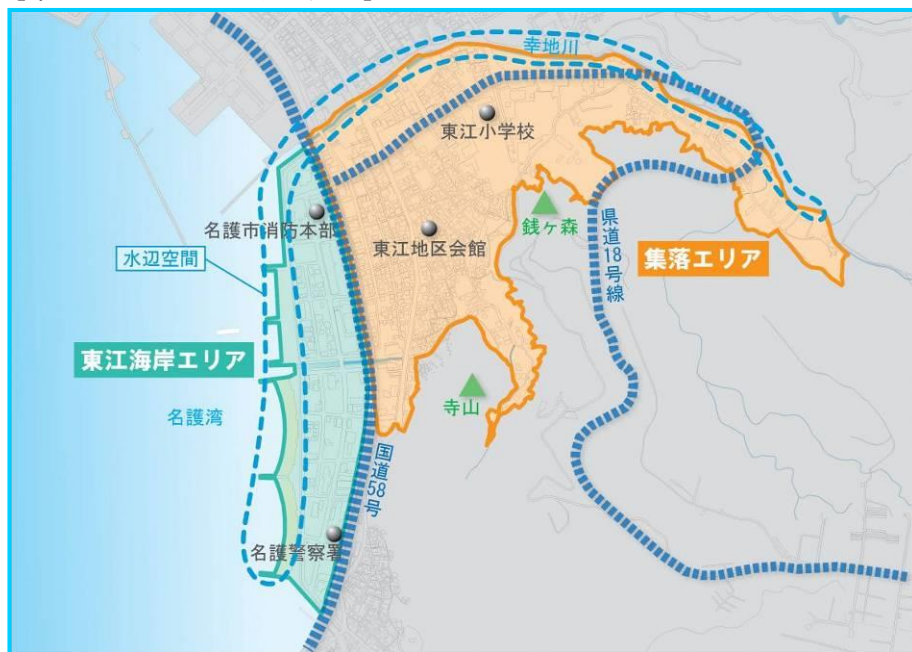 幸地川
東江小学校
銭ヶ森
名護市消防本部
東江地区会館
県道18号線
集落エリア
水辺空間
東江海岸エリア
名護湾
寺山
国道58号
名護警察署